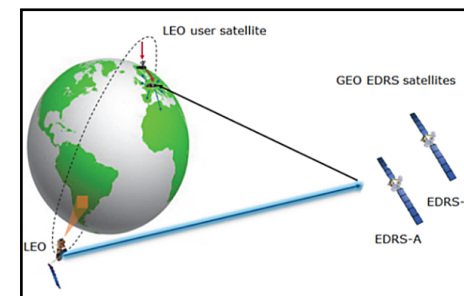 LEO user satellite
GEO EDRS satellites
EDRS-
EDRS-A
LEO